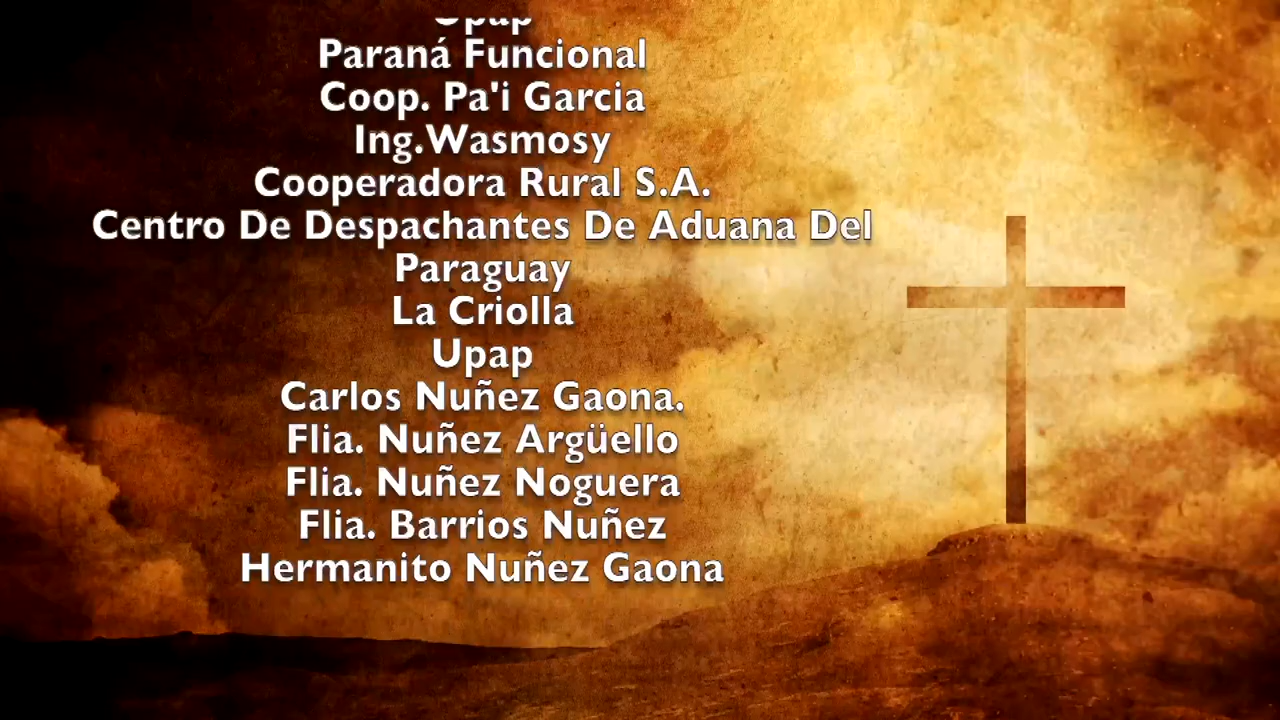 Paraná Funcional
Coop. Pa'i Garcia
Ing.Wasmosy
Cooperadora Rural S.A.
Centro De Despachantes De Aduana Del
Paraguay
La Criolla
Upap
Carlos Nuñez Gaona.
Flia. Nuñez Argüello
Flia. Nuñez Noguera
Flia. Barrios Nuñez
Hermanito Nuñez Gaona